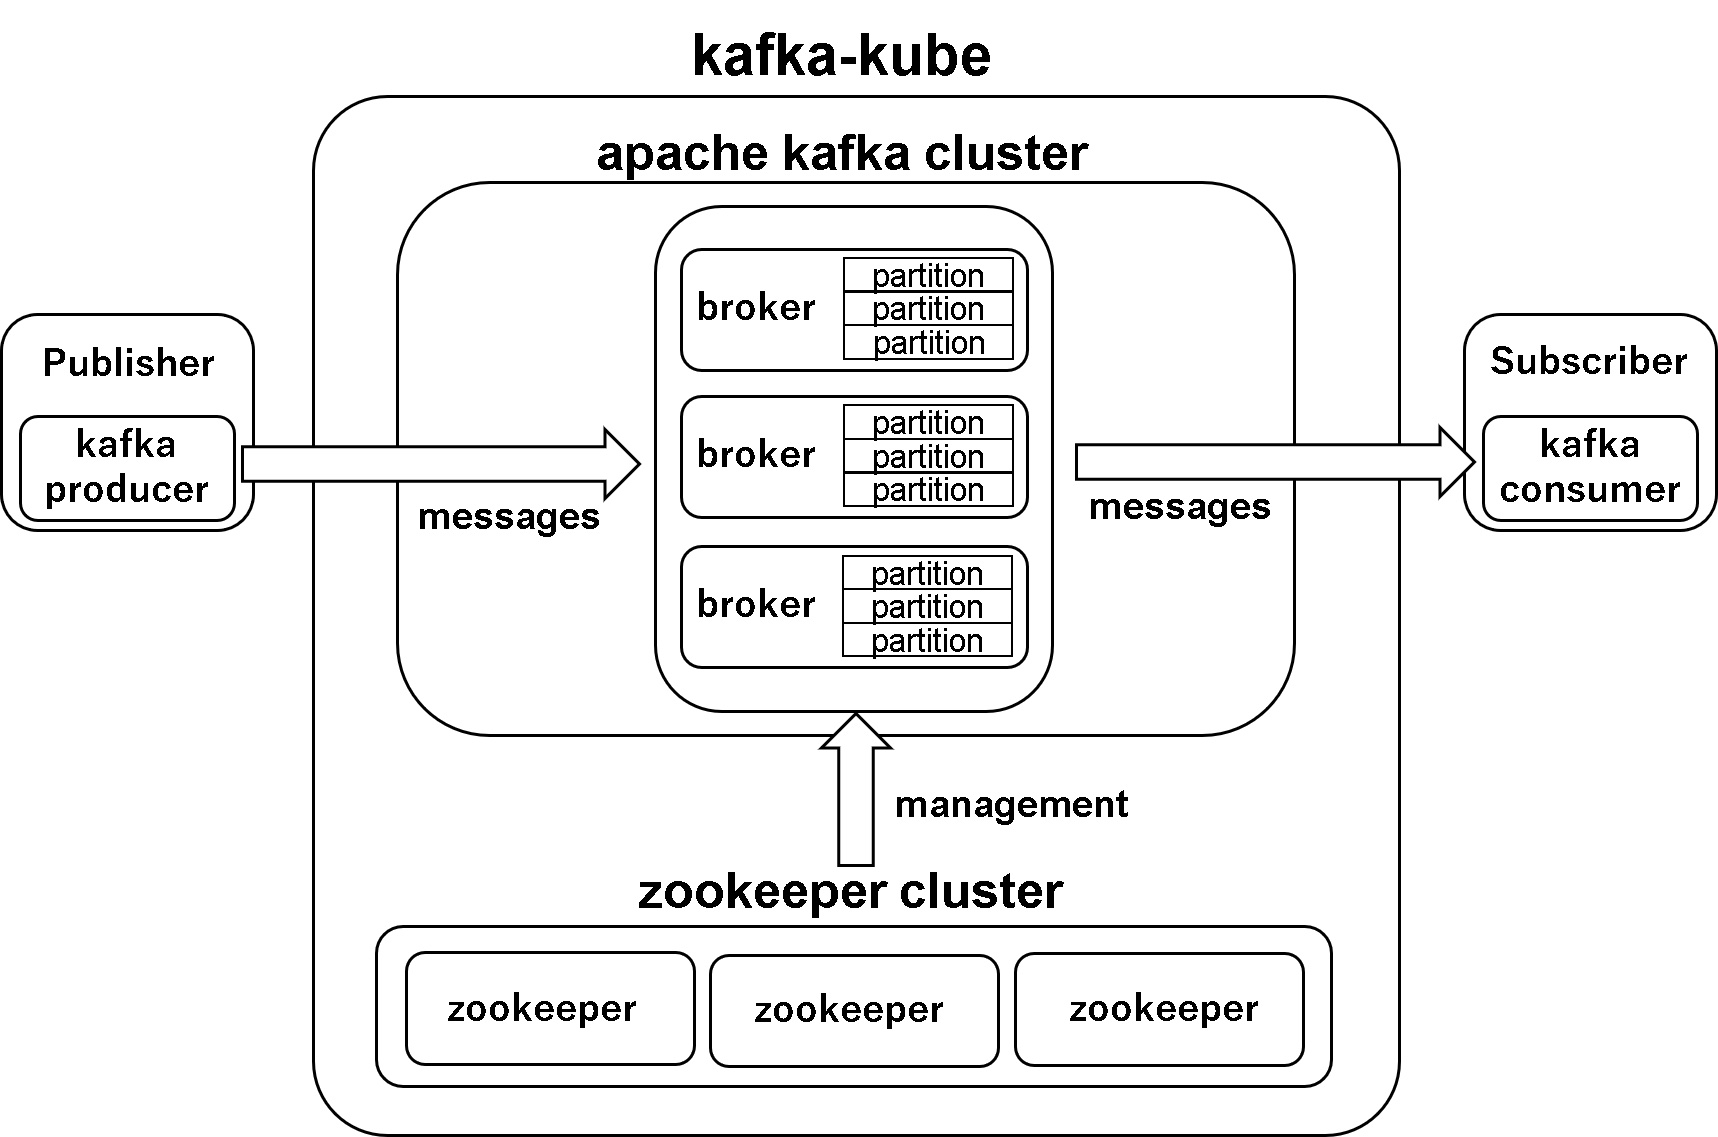 kafka-kube
apache kafka cluster
Publisher
kafka
producer
messages
broker
partition
partition
partition
broker
partition
partition
partition
broker
partition
partition
partition
messages
Subscriber
kafka
consumer
management
zookeeper cluster
zookeeper
zookeeper
zookeeper